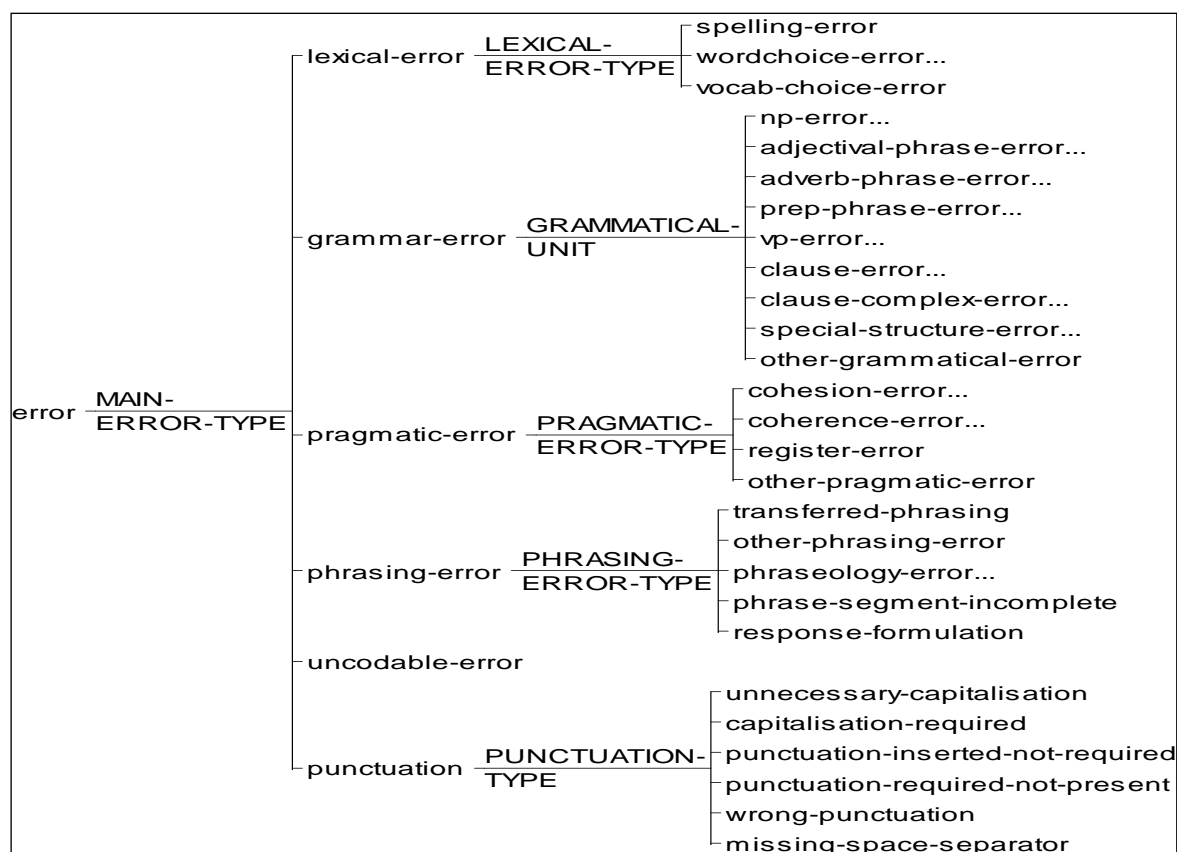 error
MAIN-
ERROR-TYPE
lexical-error
LEXICAL-
ERROR-TYPE
spelling-error
wordchoice-error...
vocab-choice-error
grammar-error
GRAMMATICAL-
UNIT
np-error...
adjectival-phrase-error...
adverb-phrase-error...
prep-phrase-error...
vp-error...
clause-error...
clause-complex-error...
special-structure-error...
other-grammatical-error
pragmatic-error
PRAGMATIC-
ERROR-TYPE
cohesion-error...
coherence-error...
register-error
other-pragmatic-error
phrasing-error
PHRASING-
ERROR-TYPE
transferred-phrasing
other-phrasing-error
phraseology-error...
phrase-segment-incomplete
response-formulation
uncodable-error
punctuation
PUNCTUATION-
TYPE
unnecessary-capitalisation
capitalisation-required
punctuation-inserted-not-required
punctuation-required-not-present
wrong-punctuation
missing-space-separator